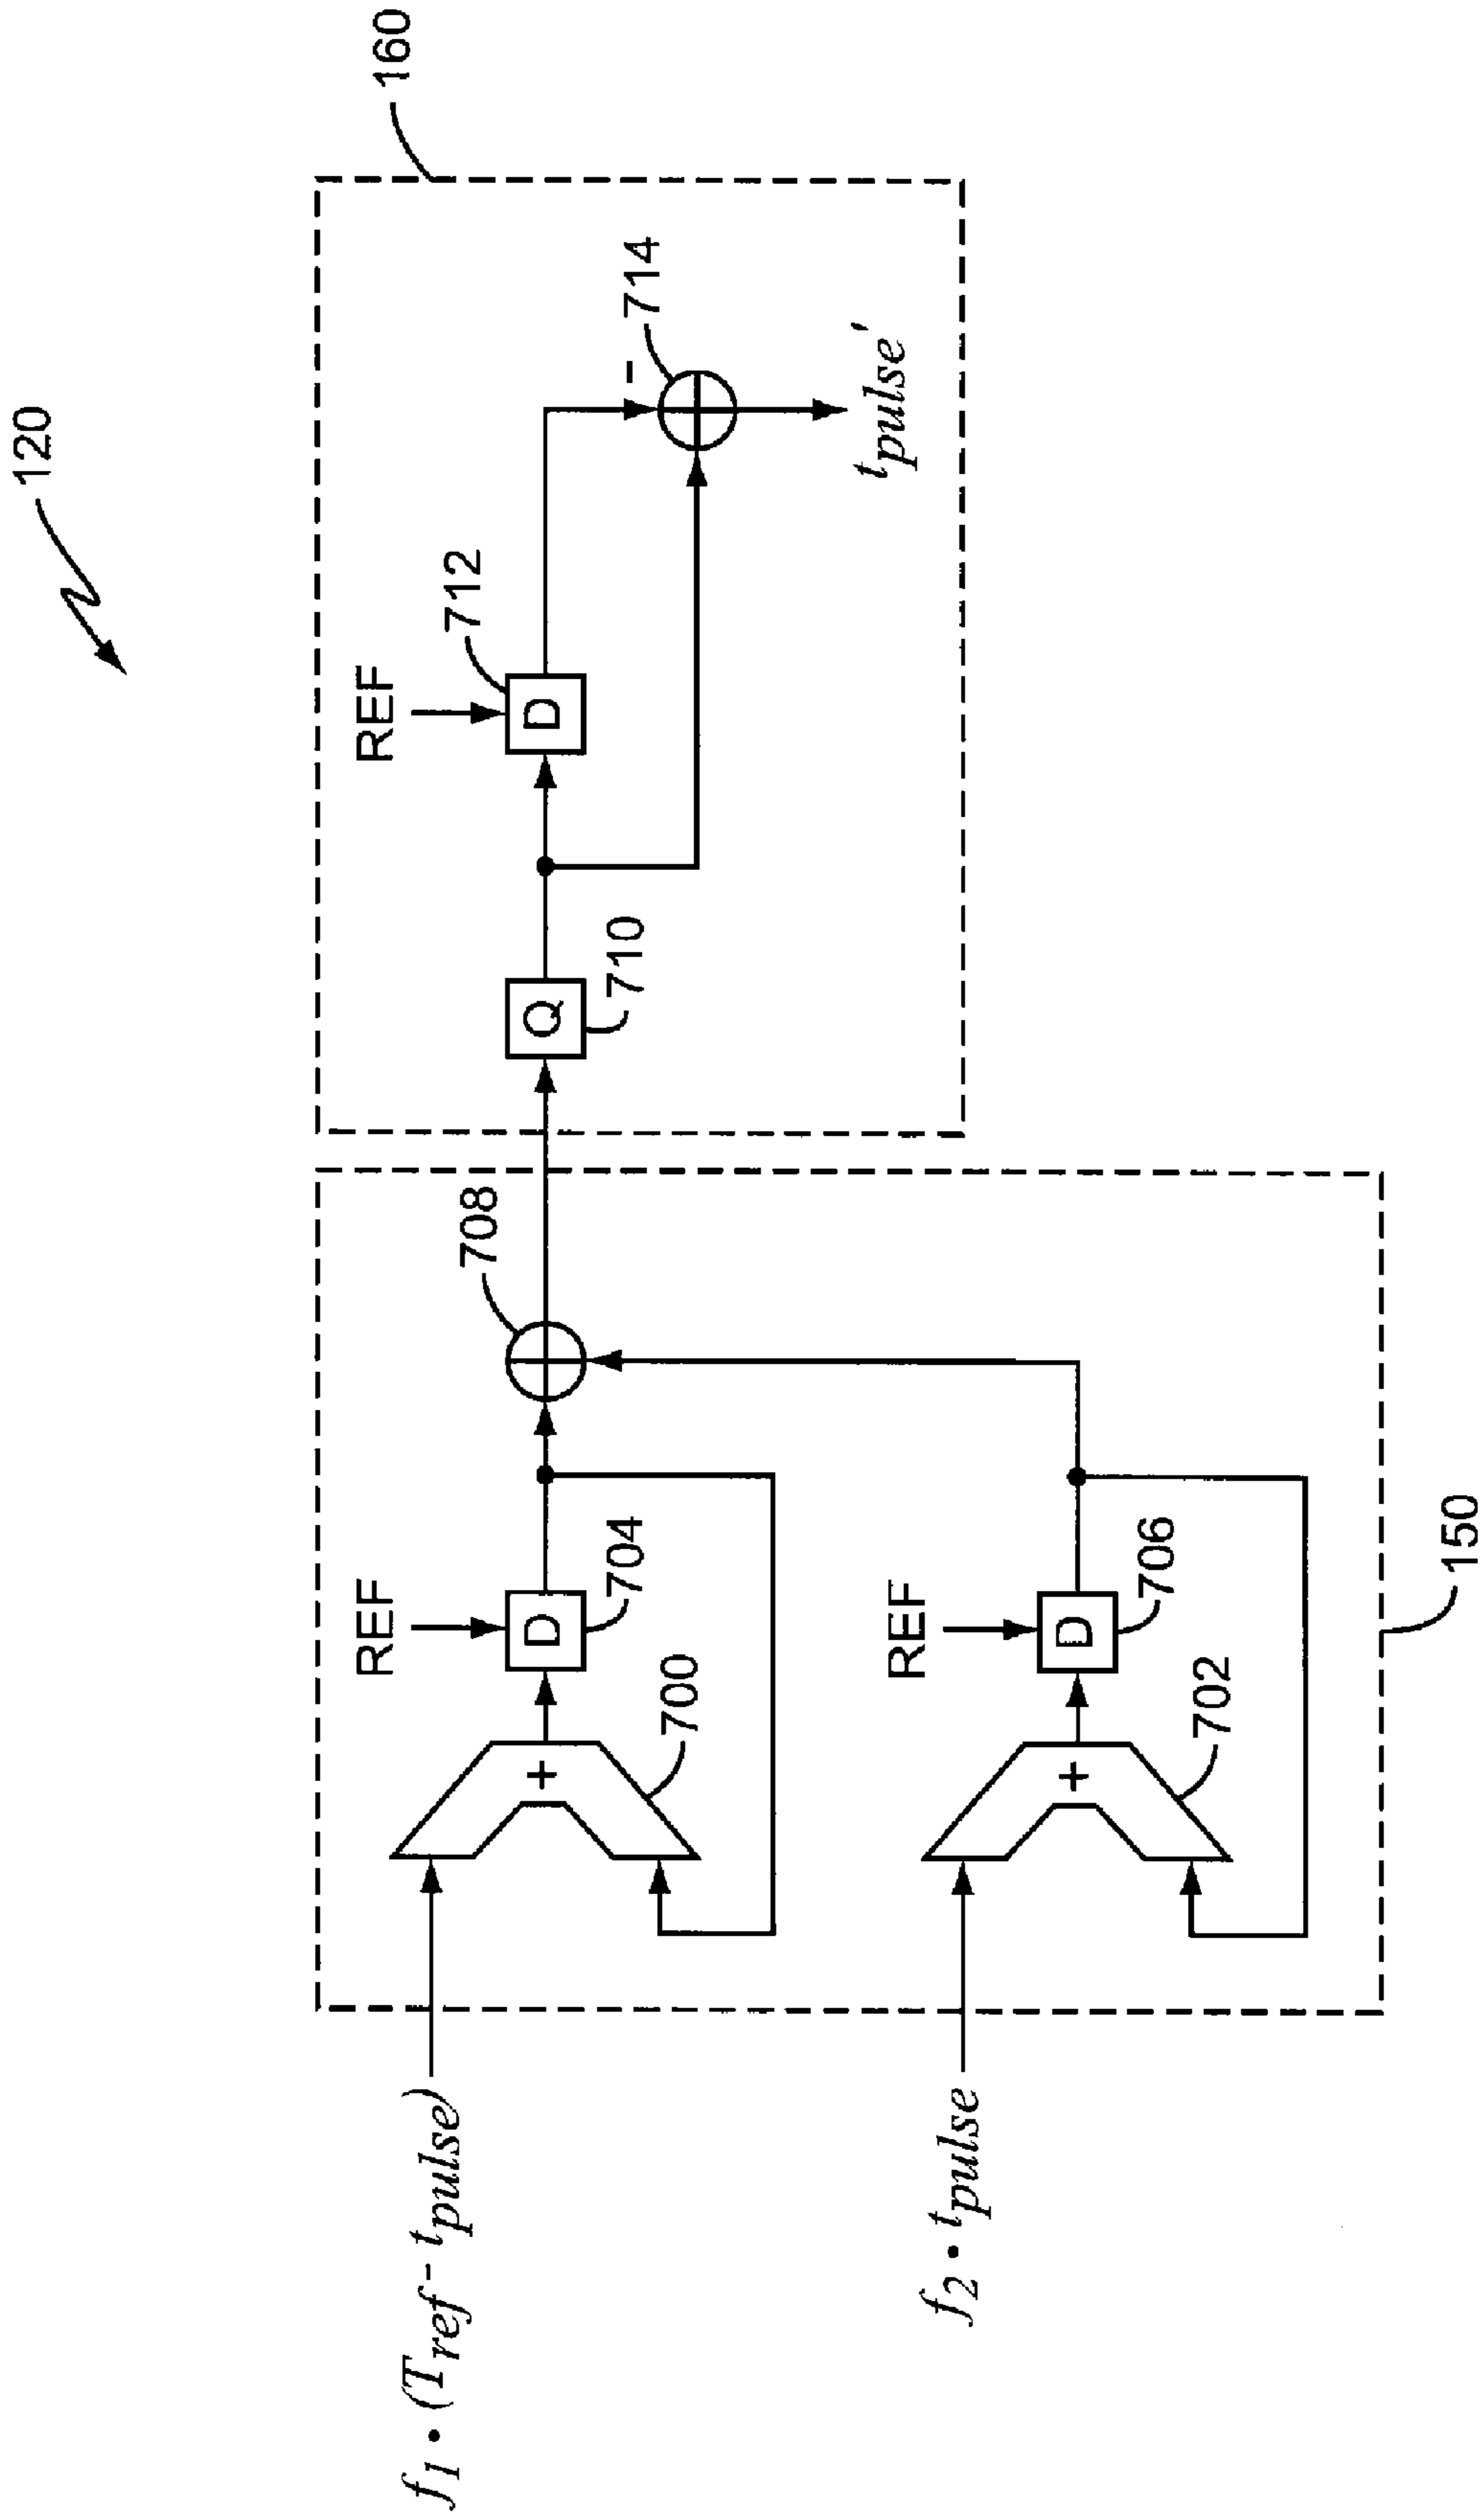 120
160
REF
712
D
-
714
Q
710
t_pulse'
708
REF
D
704
+
700
f_1 • (T_ref - t_pulse)
REF
D
706
+
702
f_2 • t_pulse
150